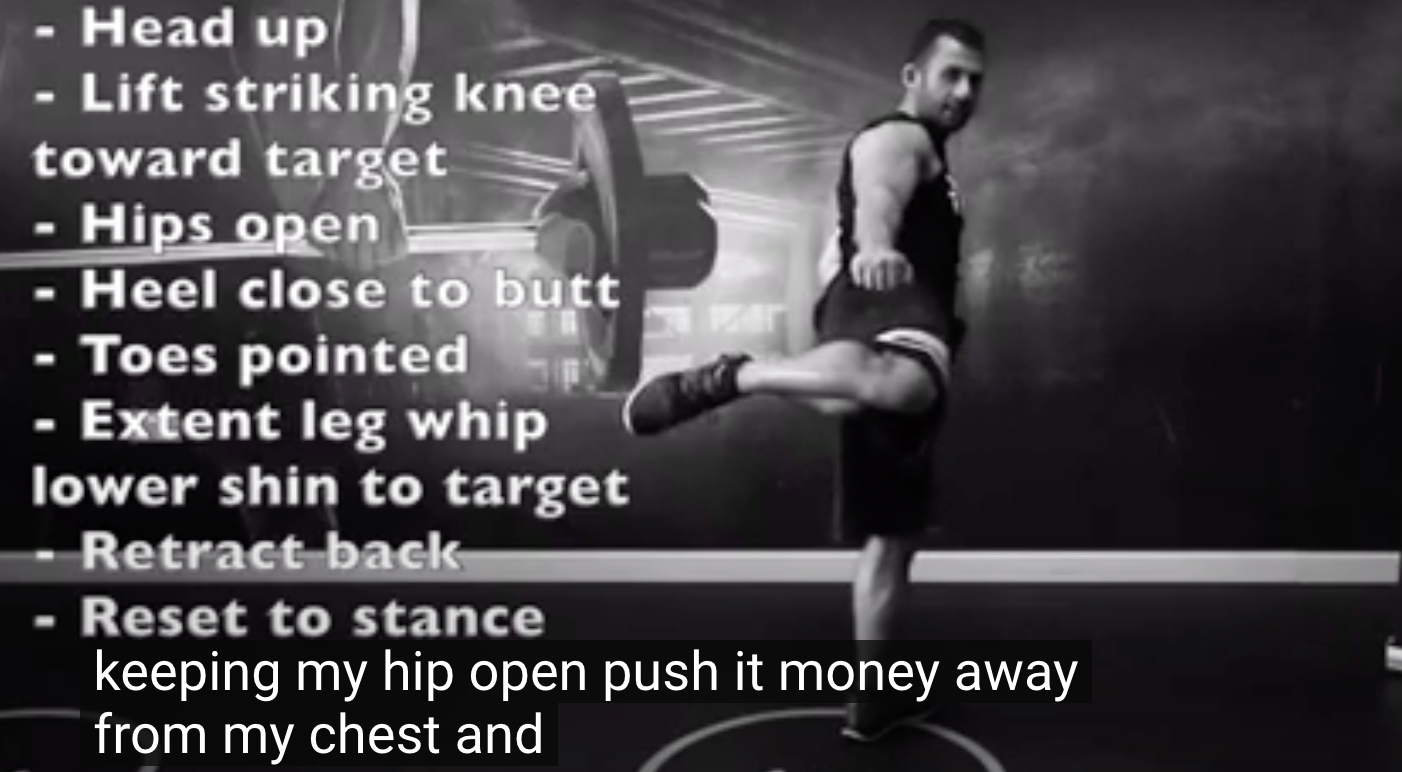 - Head up
- Lift striking knee
toward target
- Hips open
- Heel close to butt
- Toes pointed
- Extent leg whip
lower shin to target
- Retract back
- Reset to stance
keeping my hip open push it money away
from my chest and